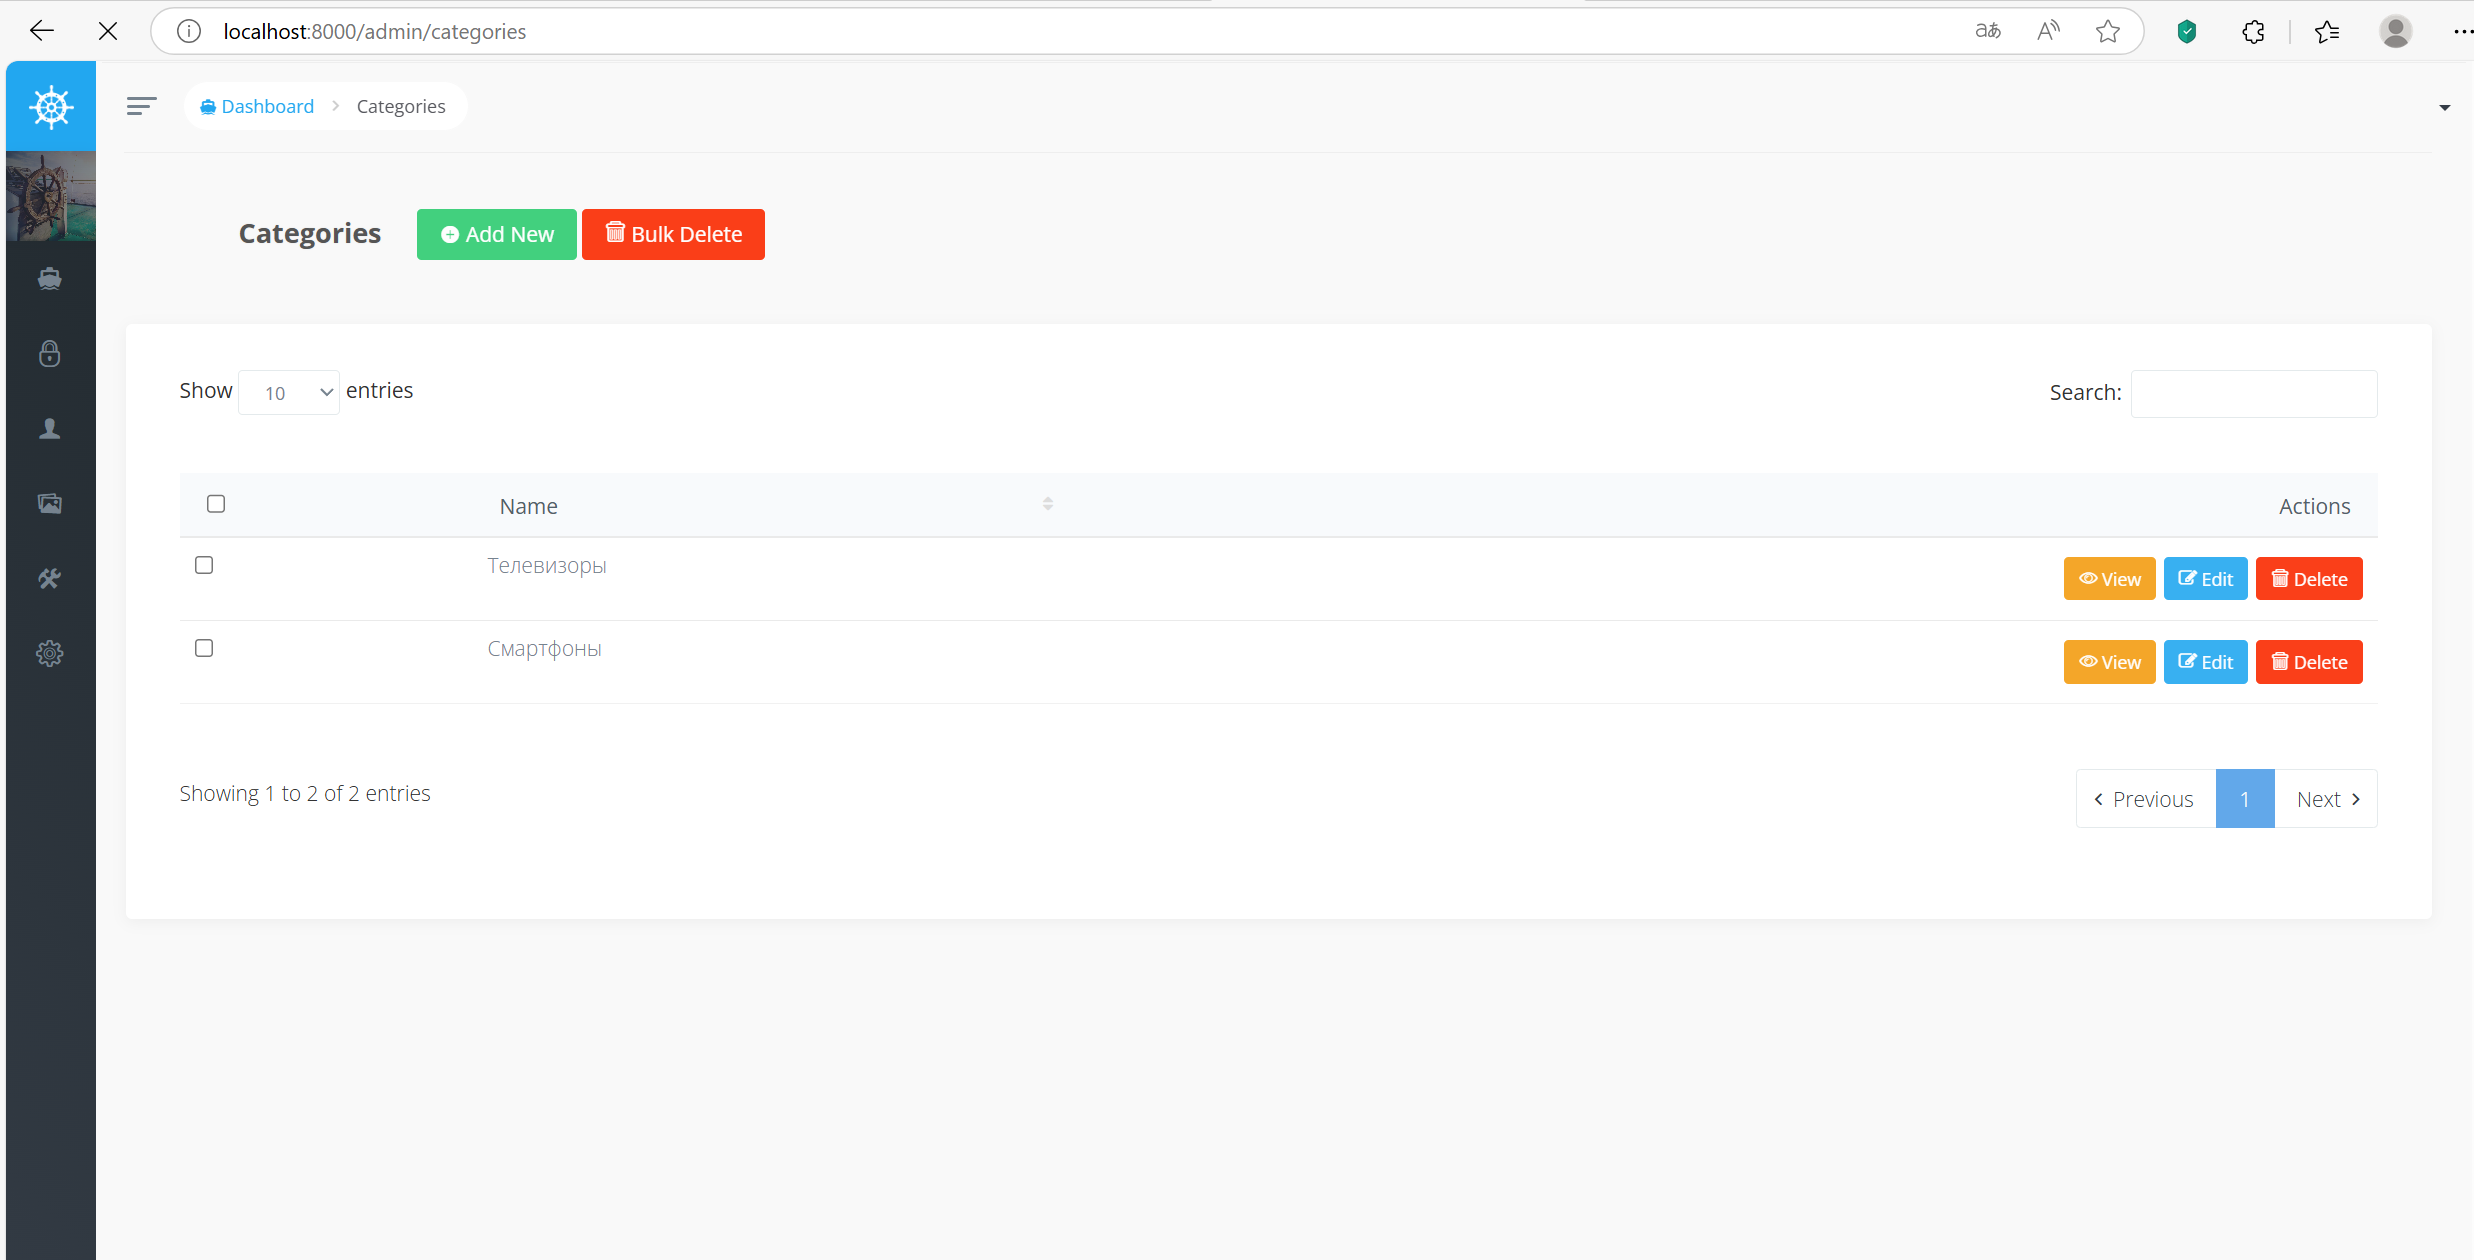 localhost:8000/admin/categories
Dashboard > Categories
Categories Add New Bulk Delete
Show 10 entries Search:
Name Actions
Телевизоры View Edit Delete
Смартфоны View Edit Delete
Showing 1 to 2 of 2 entries Previous 1 Next